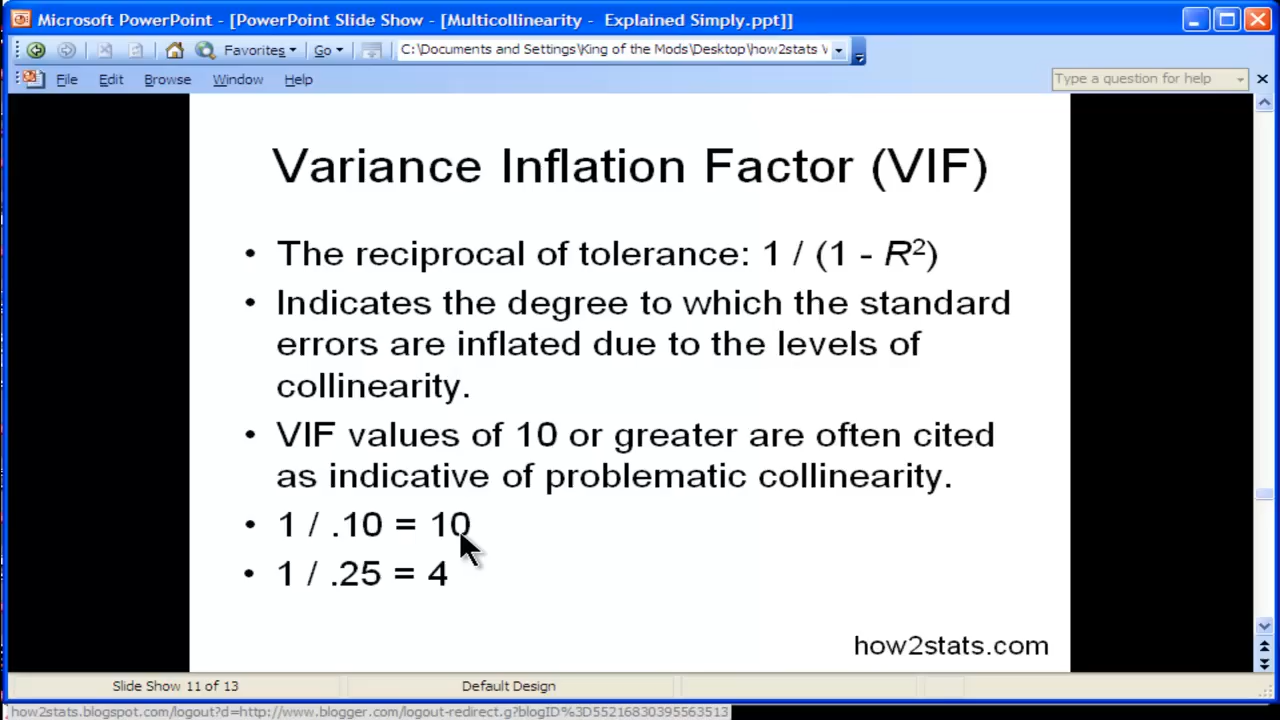 Microsoft PowerPoint - [PowerPoint Slide Show - [Multicollinearity - Explained Simply.ppt]]
Favorites Go C:\Documents and Settings\King of the Mods\Desktop\how2stats
File Edit Browse Window Help Type a question for help
Variance Inflation Factor (VIF)
• The reciprocal of tolerance: 1 / (1 - R²)
• Indicates the degree to which the standard
errors are inflated due to the levels of
collinearity.
• VIF values of 10 or greater are often cited
as indicative of problematic collinearity.
• 1 / .10 = 10
• 1 / .25 = 4
how2stats.com
Slide Show 11 of 13 Default Design
how2stats.blogspot.com/logout?d=http://www.blogger.com/logout-redirect.g?blogID%3D55216830395563513